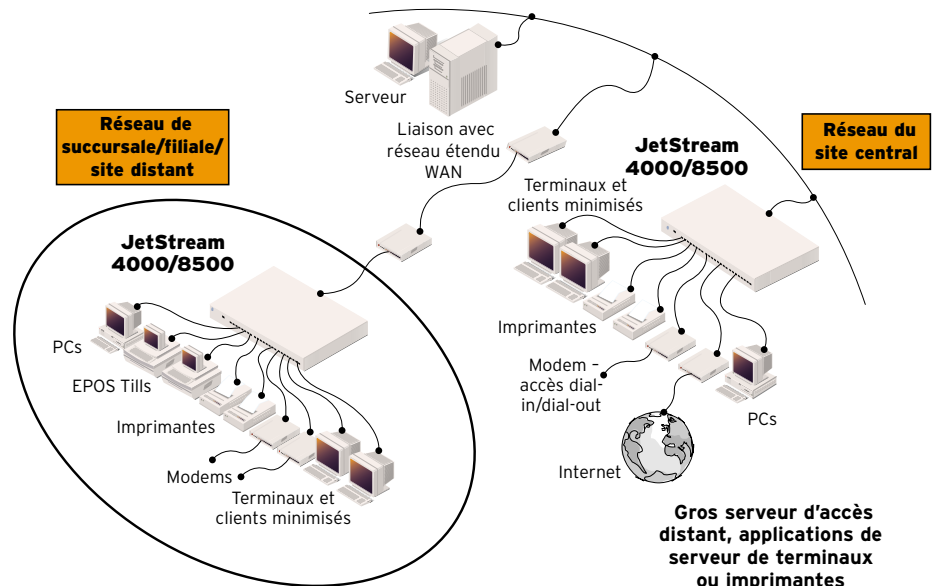 Serveur
Liaison avec
réseau étendu
WAN
Réseau de
succursale/filiale/
site distant
Réseau du
site central
JetStream
4000/8500
Terminaux et
clients minimisés
Imprimantes
Modem –
accès dial-
in/dial-out
PCs
Internet
JetStream
4000/8500
PCs
EPOS Tills
Imprimantes
Modems
Terminaux et
clients minimisés
Gros serveur d'accès
distant, applications de
serveur de terminaux
ou imprimantes